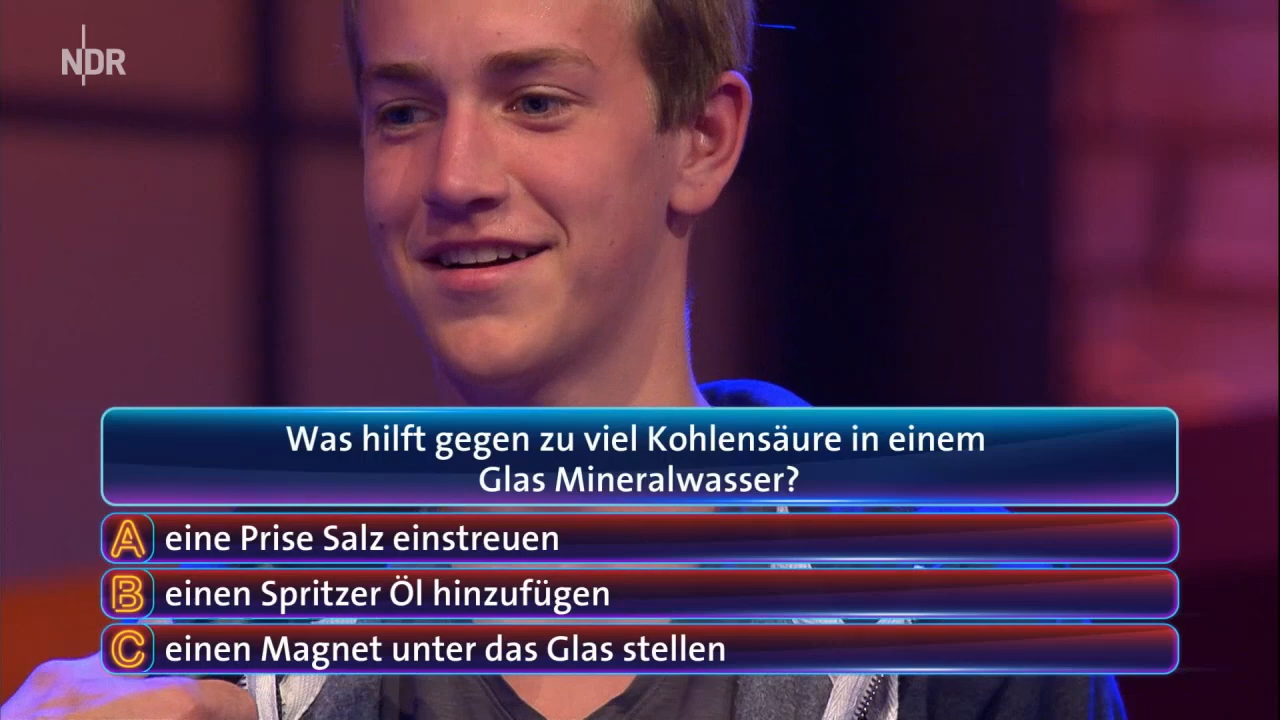 NDR
Was hilft gegen zu viel Kohlensäure in einem
Glas Mineralwasser?
A eine Prise Salz einstreuen
B einen Spritzer Öl hinzufügen
C einen Magnet unter das Glas stellen